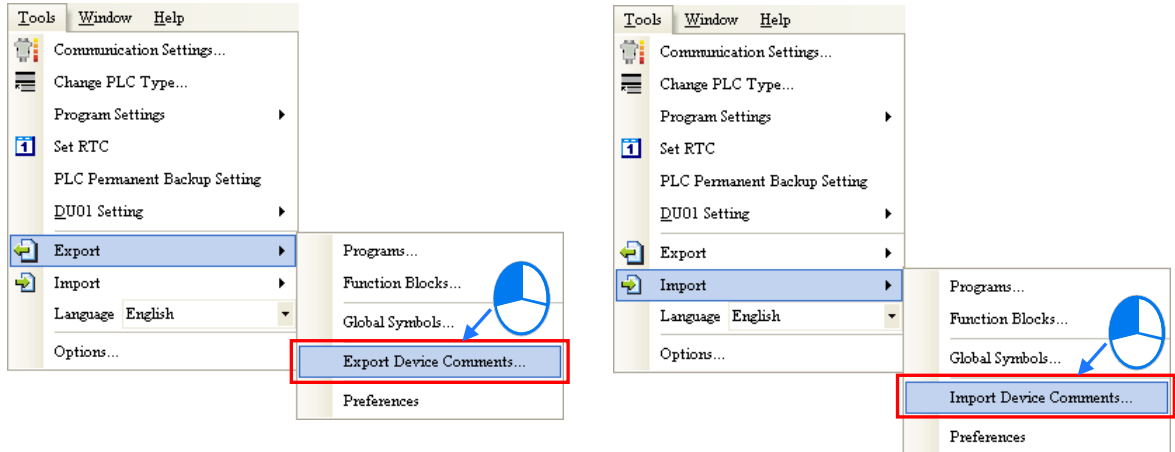 Tools Window Help
Communication Settings...
Change PLC Type...
Program Settings
1 Set RTC
PLC Permanent Backup Setting
DU01 Setting
Export
Import
Language English
Options...
Programs...
Function Blocks...
Global Symbols...
Export Device Comments...
Preferences
Tools Window Help
Communication Settings...
Change PLC Type...
Program Settings
1 Set RTC
PLC Permanent Backup Setting
DU01 Setting
Export
Import
Language English
Options...
Programs...
Function Blocks...
Global Symbols...
Import Device Comments...
Preferences